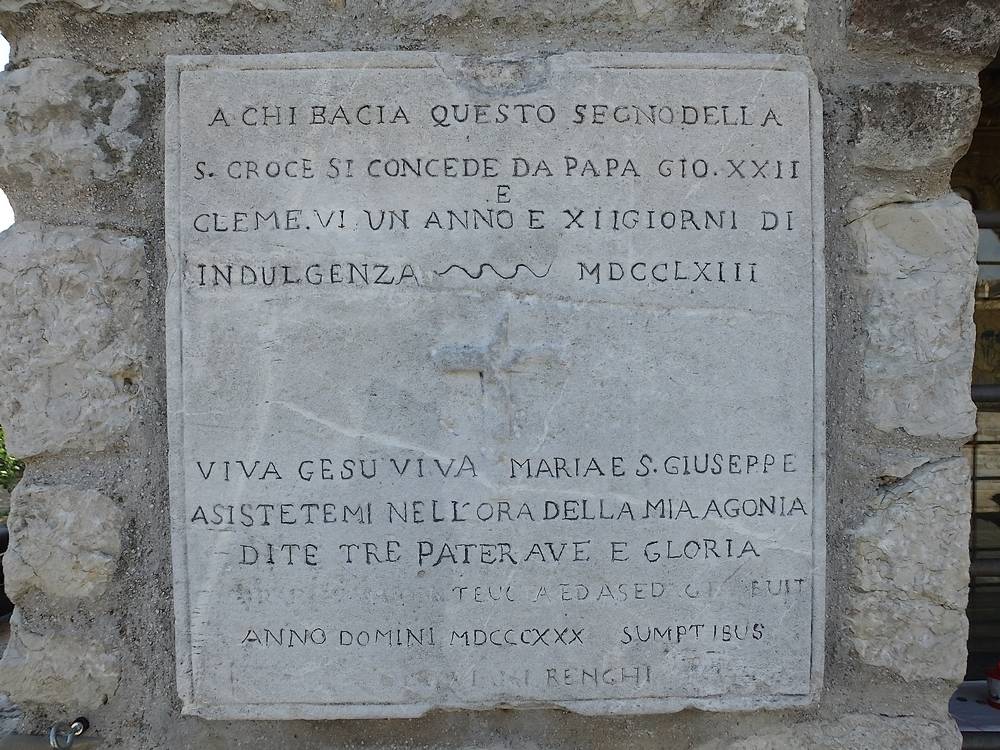 A CHI BACIA QUESTO SEGNO DELLA
S. CROCE SI CONCEDE DA PAPA GIO. XXII
E
CLEME. VI. UN ANNO E XII GIORNI DI
INDULGENZA MDCCLXIII
VIVA GESU VIVA MARIA E S. GIUSEPPE
ASISTETEMI NELL'ORA DELLA MIA AGONIA
DITE TRE PATER AVE E GLORIA
ANNO DOMINI MDCCCXXX SUMPTIBUS
RENGHI